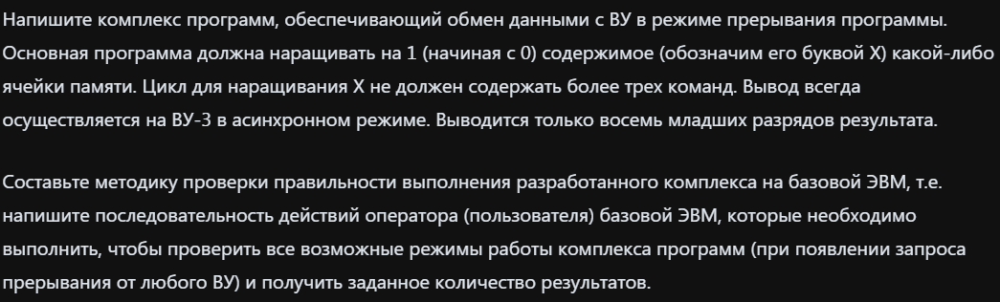 Напишите комплекс программ, обеспечивающий обмен данными с ВУ в режиме прерывания программы.
Основная программа должна наращивать на 1 (начиная с 0) содержимое (обозначим его буквой X) какой-либо
ячейки памяти. Цикл для наращивания X не должен содержать более трех команд. Вывод всегда
осуществляется на ВУ-3 в асинхронном режиме. Выводится только восемь младших разрядов результата.
Составьте методику проверки правильности выполнения разработанного комплекса на базовой ЭВМ, т.е.
напишите последовательность действий оператора (пользователя) базовой ЭВМ, которые необходимо
выполнить, чтобы проверить все возможные режимы работы комплекса программ (при появлении запроса
прерывания от любого ВУ) и получить заданное количество результатов.